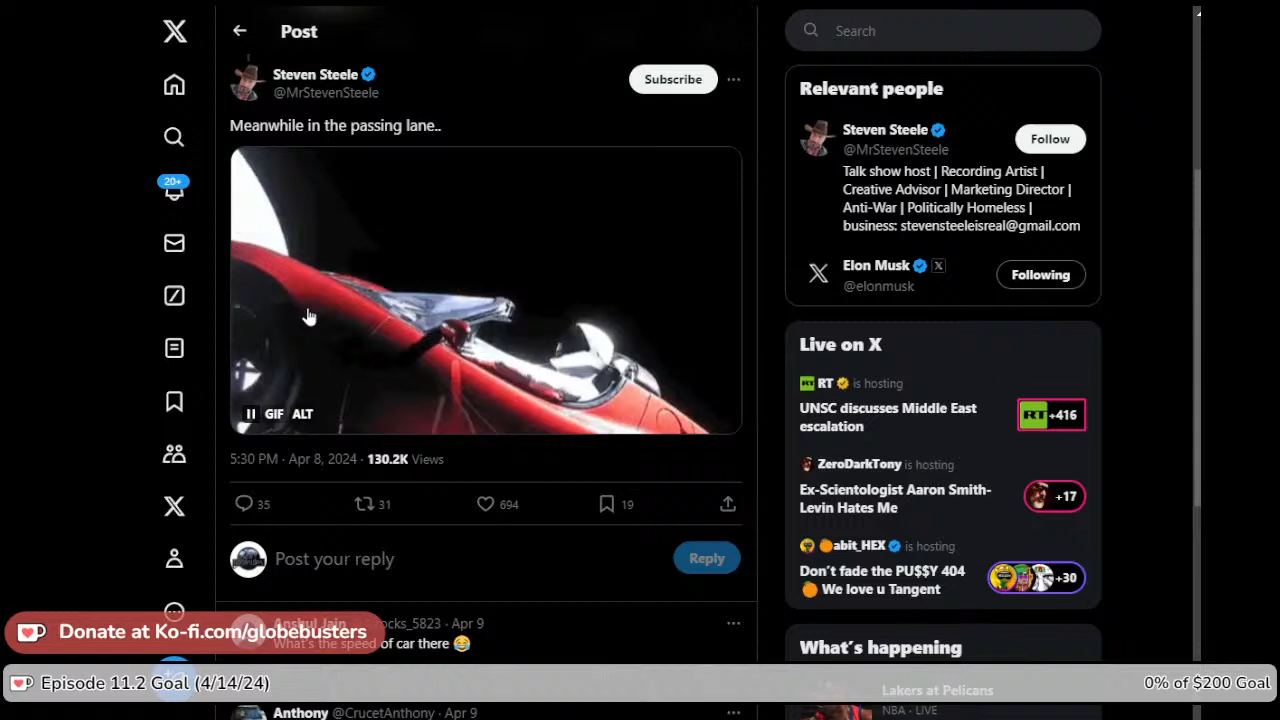 Post
Search
Steven Steele
@MrStevenSteele
Subscribe
Meanwhile in the passing lane..
GIF ALT
5:30 PM · Apr 8, 2024 · 130.2K Views
35
31
694
19
Post your reply
Reply
20+
Relevant people
Steven Steele
@MrStevenSteele
Follow
Talk show host | Recording Artist |
Creative Advisor | Marketing Director |
Anti-War | Politically Homeless |
business: stevensteeleisreal@gmail.com
Elon Musk
@elonmusk
Following
Live on X
RT is hosting
UNSC discusses Middle East
escalation
RT +416
ZeroDarkTony is hosting
Ex-Scientologist Aaron Smith-
Levin Hates Me
+17
abit_HEX is hosting
Don't fade the PU$$Y 404
We love u Tangent
+30
What's happening
Lakers at Pelicans
NBA · LIVE
Anshul Jain ocks_5823 · Apr 9
What's the speed of car there
Donate at Ko-fi.com/globebusters
Episode 11.2 Goal (4/14/24)
0% of $200 Goal
Anthony @CrucetAnthony · Apr 9